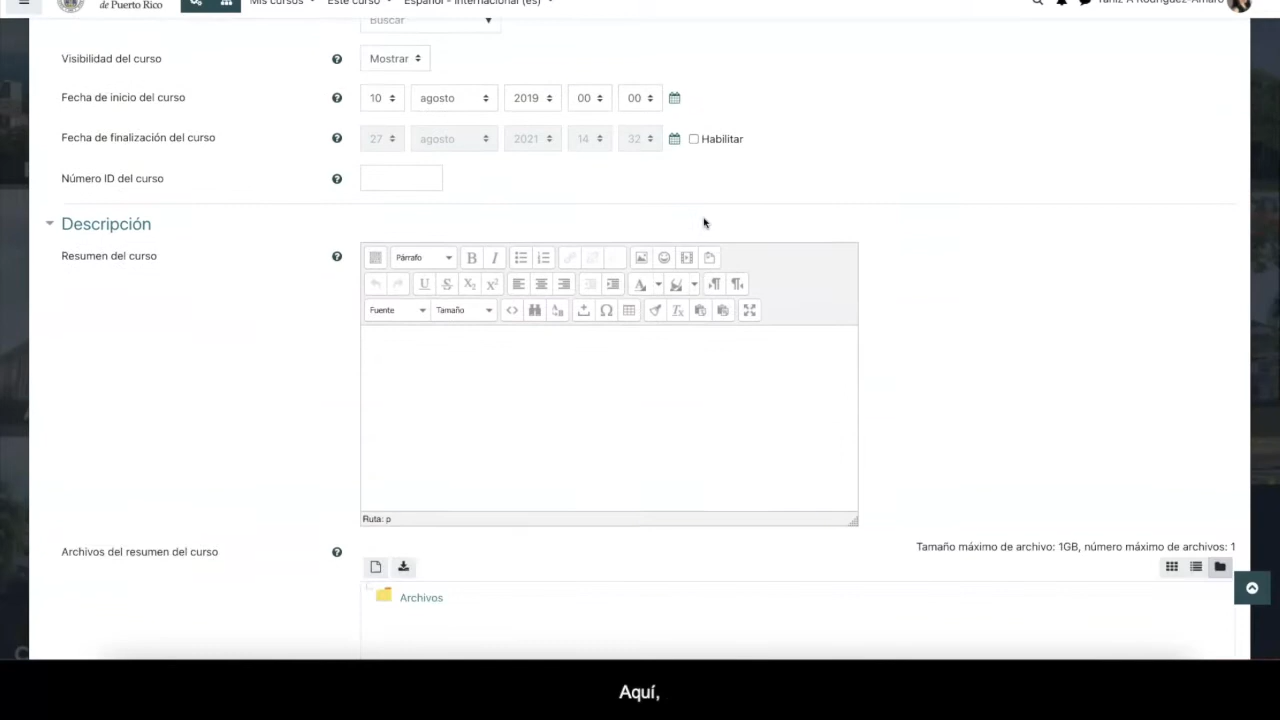 de Puerto Rico
Mis cursos Este curso Español - Internacional (es)
Buscar
Visibilidad del curso Mostrar
Fecha de inicio del curso 10 agosto 2019 00 00
Fecha de finalización del curso 27 agosto 2021 14 32 Habilitar
Número ID del curso
Descripción
Resumen del curso
Párrafo
Fuente Tamaño
Ruta: p
Archivos del resumen del curso
Tamaño máximo de archivo: 1GB, número máximo de archivos: 1
Archivos
Aquí,